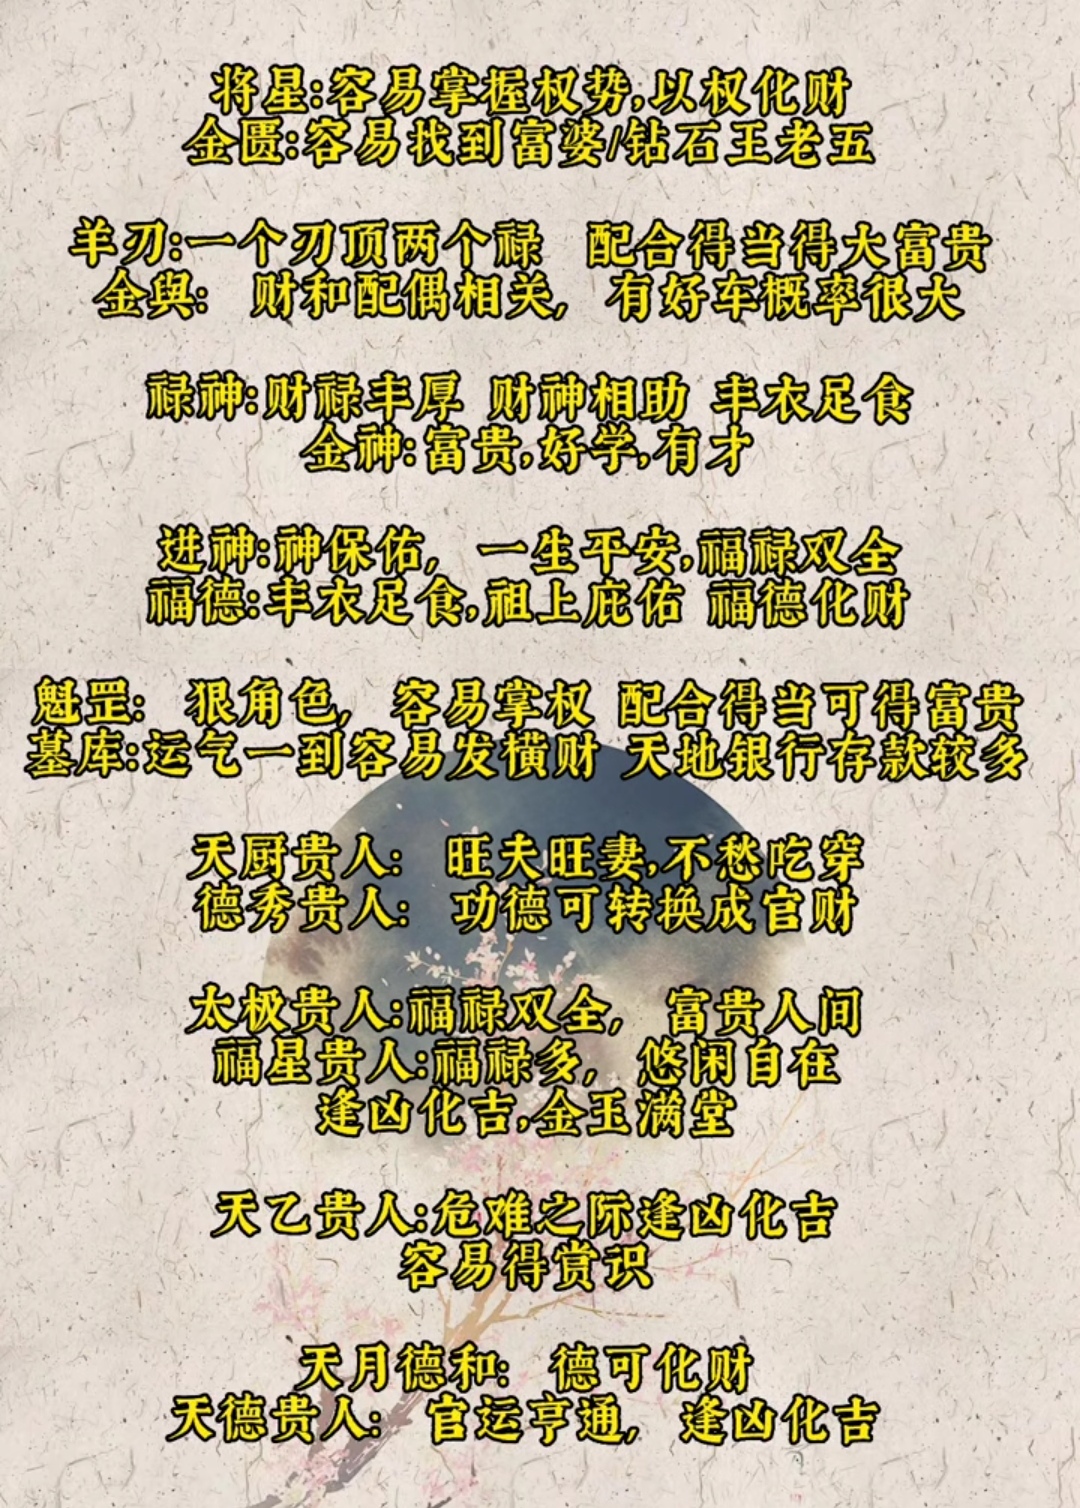 将星:容易掌握权势,以权化财
金匮:容易找到富婆/钻石王老五
羊刃:一个刃顶两个禄 配合得当得大富贵
金舆: 财和配偶相关, 有好车概率很大
禄神:财禄丰厚 财神相助 丰衣足食
金神:富贵,好学,有才
进神:神保佑, 一生平安,福禄双全
福德:丰衣足食,祖上庇佑 福德化财
魁罡: 狠角色, 容易掌权 配合得当可得富贵
墓库:运气一到容易发横财 天地银行存款较多
天厨贵人: 旺夫旺妻,不愁吃穿
德秀贵人: 功德可转换成官财
太极贵人:福禄双全, 富贵人间
福星贵人:福禄多, 悠闲自在
逢凶化吉,金玉满堂
天乙贵人:危难之际逢凶化吉
容易得赏识
天月德和: 德可化财
天德贵人: 官运亨通, 逢凶化吉